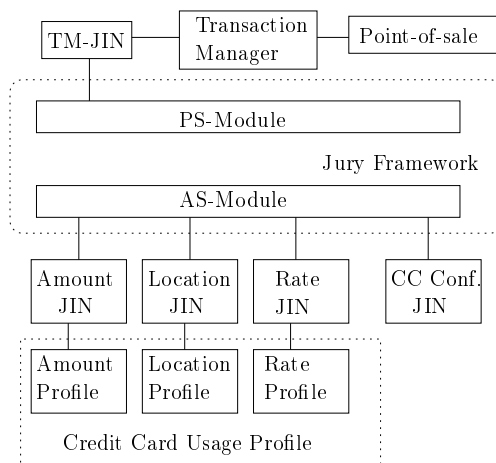 TM-JIN
Transaction
Manager
Point-of-sale
PS-Module
Jury Framework
AS-Module
Amount
JIN
Location
JIN
Rate
JIN
CC Conf.
JIN
Amount
Profile
Location
Profile
Rate
Profile
Credit Card Usage Profile